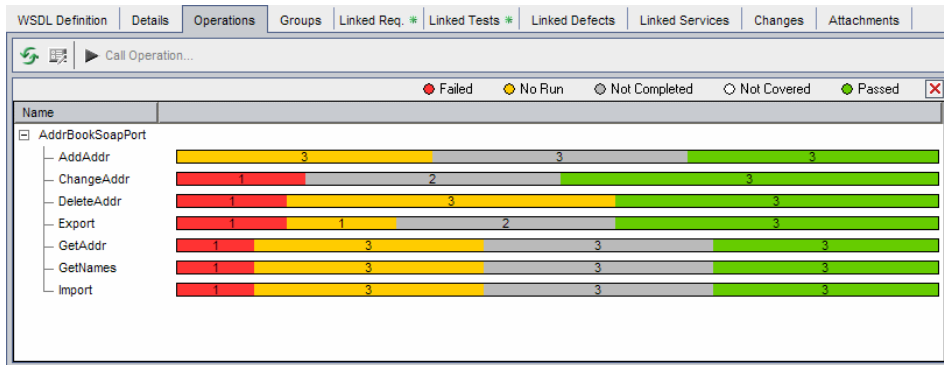 WSDL Definition Details Operations Groups Linked Req. * Linked Tests * Linked Defects Linked Services Changes Attachments
Call Operation...
Failed No Run Not Completed Not Covered Passed
Name
AddrBookSoapPort
AddAddr 3 3 3
ChangeAddr 1 2 3
DeleteAddr 1 3 3
Export 1 1 2 3
GetAddr 1 3 3 3
GetNames 1 3 3 3
Import 1 3 3 3